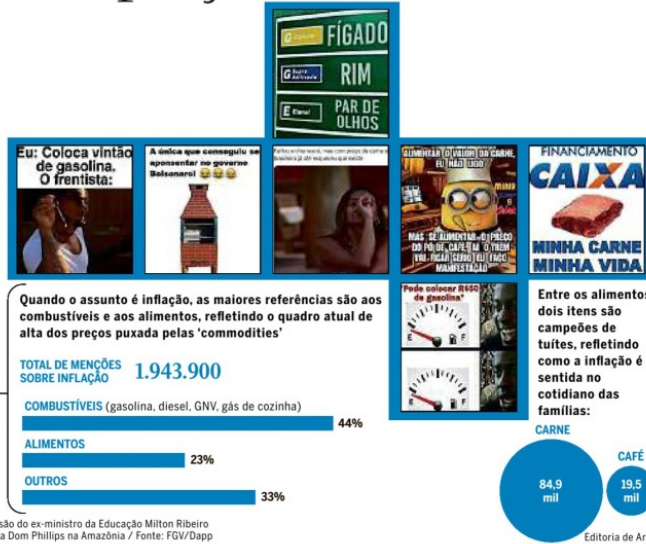 G Comum FÍGADO
G RIM
E Etanol PAR DE
OLHOS
Eu: Coloca vintão
de gasolina.
O frentista:
A única que conseguiu se
aposentar no governo
Bolsonaro!
AUMENTAR O VALOR DA CARNE,
EU NÃO LIGO
MAS SE AUMENTAR O PREÇO
DO PÓ DE CAFÉ, AÍ O TREM
VAI FICAR SÉRIO EU FAÇO
MANIFESTAÇÃO
FINANCIAMENTO
CAIXA
MINHA CARNE
MINHA VIDA
"Pode colocar R$50
de gasolina"
E F
E F
Quando o assunto é inflação, as maiores referências são aos
combustíveis e aos alimentos, refletindo o quadro atual de
alta dos preços puxada pelas 'commodities'
TOTAL DE MENÇÕES
SOBRE INFLAÇÃO 1.943.900
COMBUSTÍVEIS (gasolina, diesel, GNV, gás de cozinha)
44%
ALIMENTOS
23%
OUTROS
33%
Entre os alimentos
dois itens são
campeões de
tuítes, refletindo
como a inflação é
sentida no
cotidiano das
famílias:
CARNE
84,9
mil
CAFÉ
19,5
mil
são do ex-ministro da Educação Milton Ribeiro
a Dom Phillips na Amazônia / Fonte: FGV/Dapp
Editoria de Ar